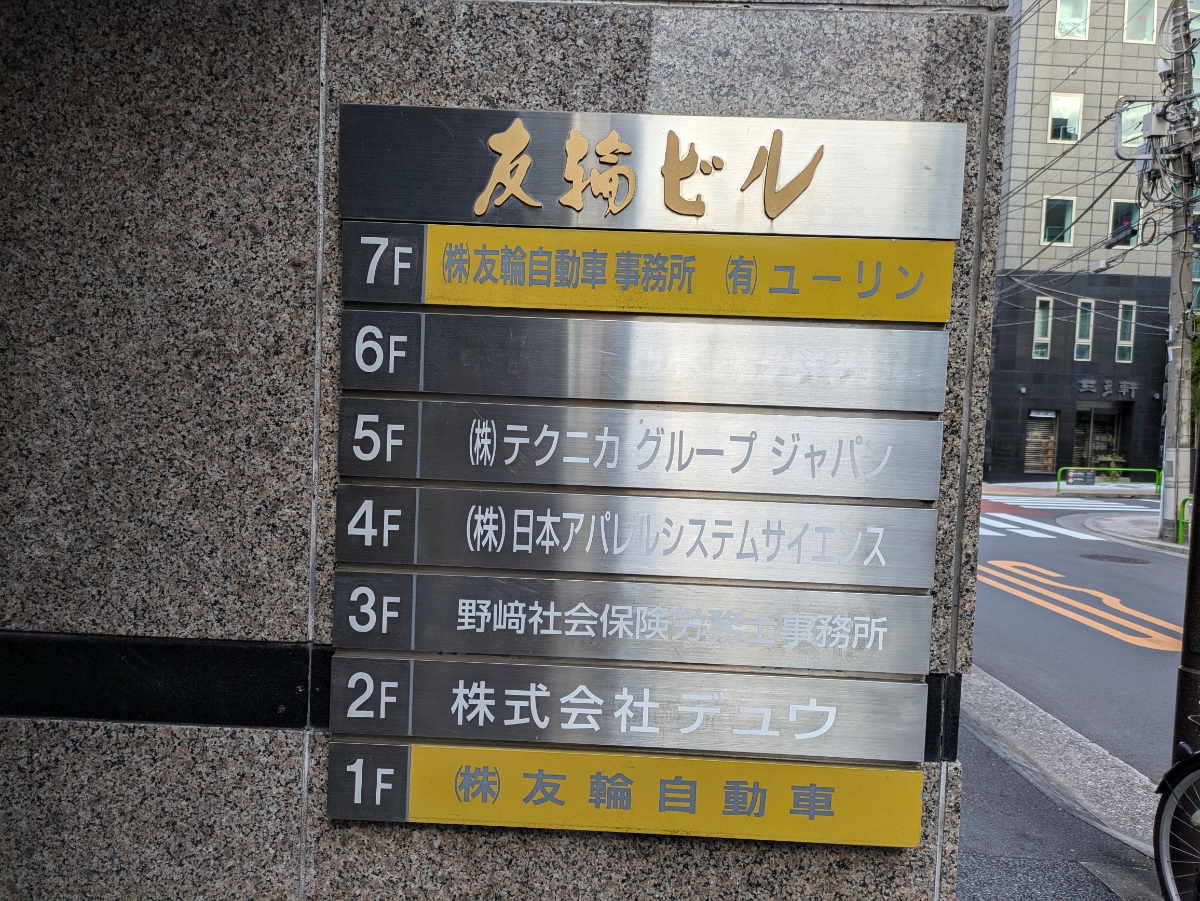 友輪ビル
7F ㈱友輪自動車 事務所 ㈲ユーリン
6F
5F ㈱テクニカ グループ ジャパン
4F ㈱日本アパレルシステムサイエンス
3F 野﨑社会保険労務士事務所
2F 株式会社デュウ
1F ㈱友輪自動車